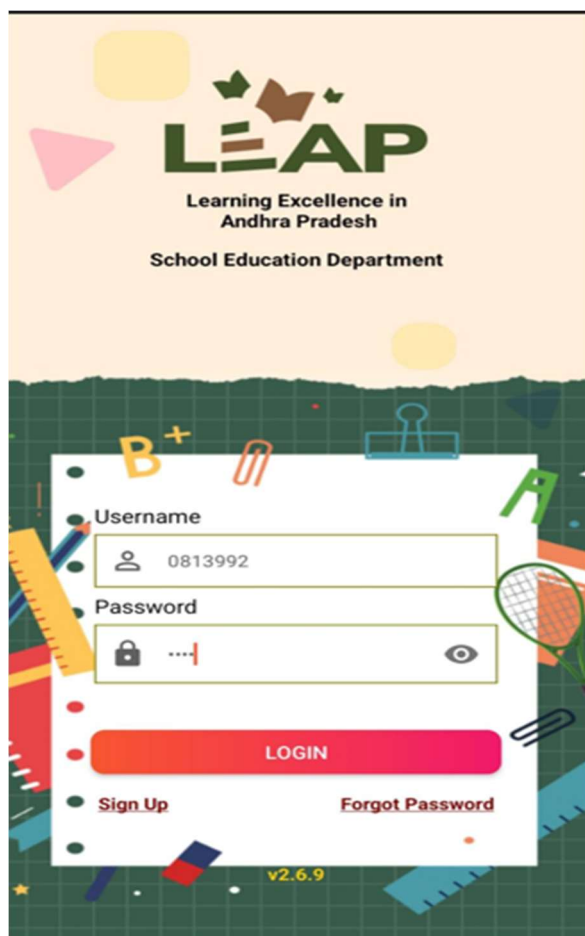 LEAP
Learning Excellence in
Andhra Pradesh
School Education Department
B+
A
Username
0813992
Password
....
LOGIN
Sign Up
Forgot Password
v2.6.9